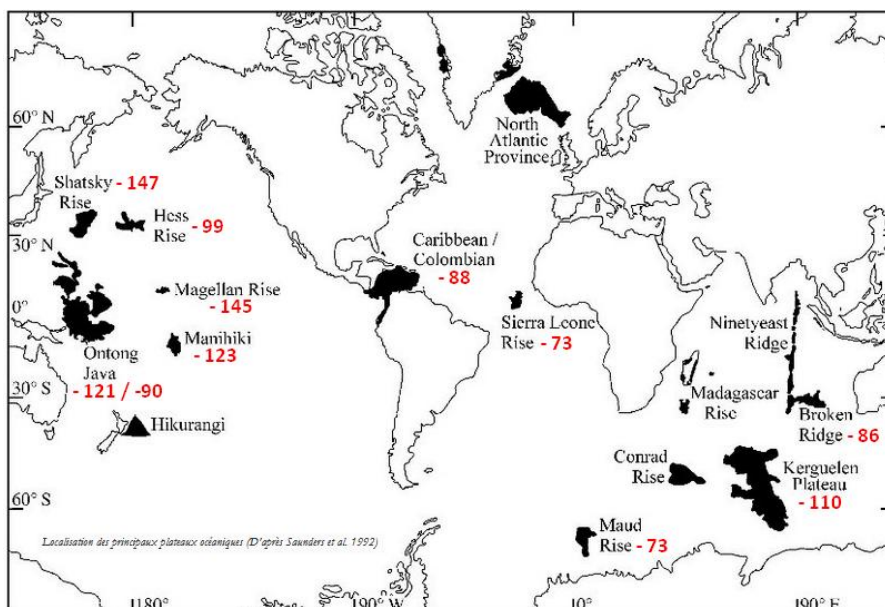 60° N
North
Atlantic
Province
Shatsky - 147
Rise
Hess
Rise - 99
30° N
Caribbean /
Colombian
- 88
Magellan Rise
- 145
0°
Sierra Leone
Rise - 73
Ninetyeast
Ridge
Manihiki
- 123
Ontong
Java
- 121 / -90
30° S
Madagascar
Rise
Hikurangi
Broken
Ridge - 86
Conrad
Rise
Kerguelen
Plateau
- 110
60° S
Maud
Rise - 73
Localisation des principaux plateaux océaniques (D'après Saunders et al. 1992)
180°
90° W
0°
90° E